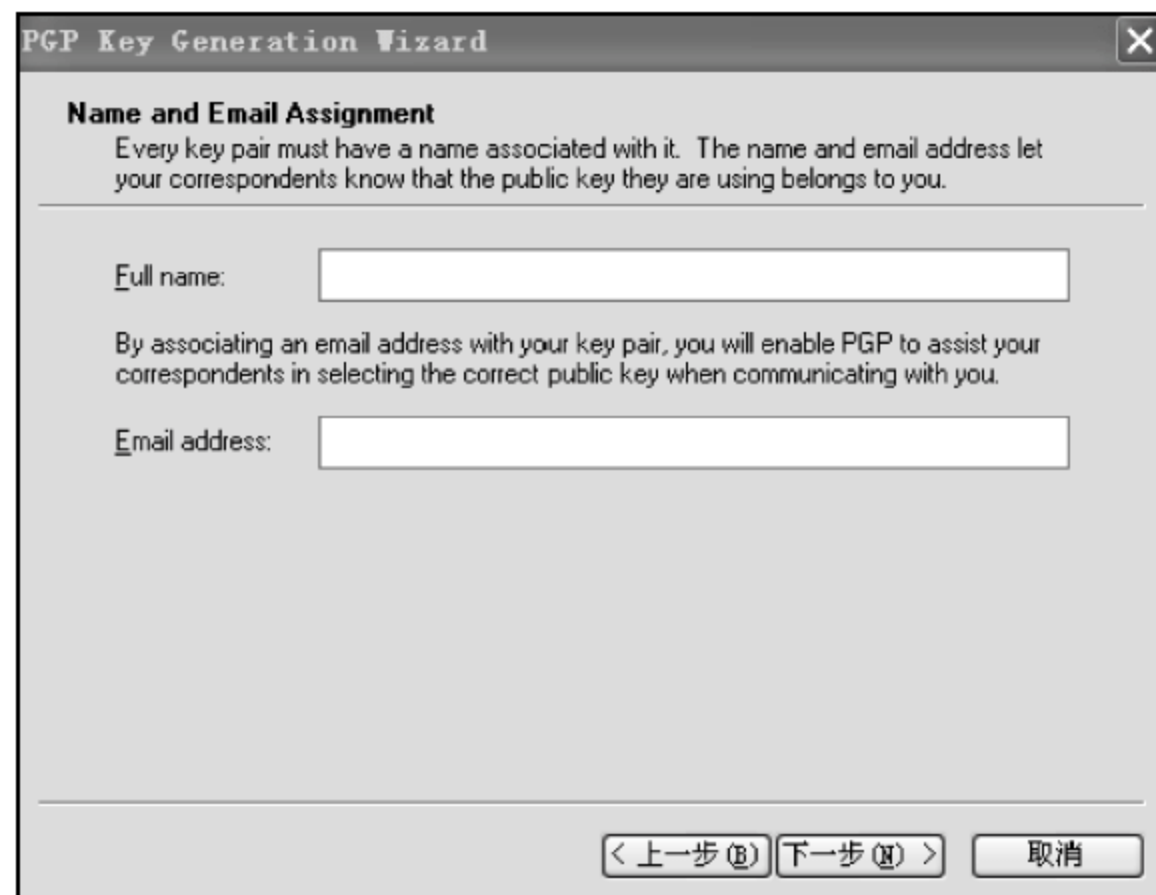 PGP Key Generation Wizard
Name and Email Assignment
Every key pair must have a name associated with it. The name and email address let
your correspondents know that the public key they are using belongs to you.
Full name:
By associating an email address with your key pair, you will enable PGP to assist your
correspondents in selecting the correct public key when communicating with you.
Email address:
< 上一步(B) 下一步(N) > 取消